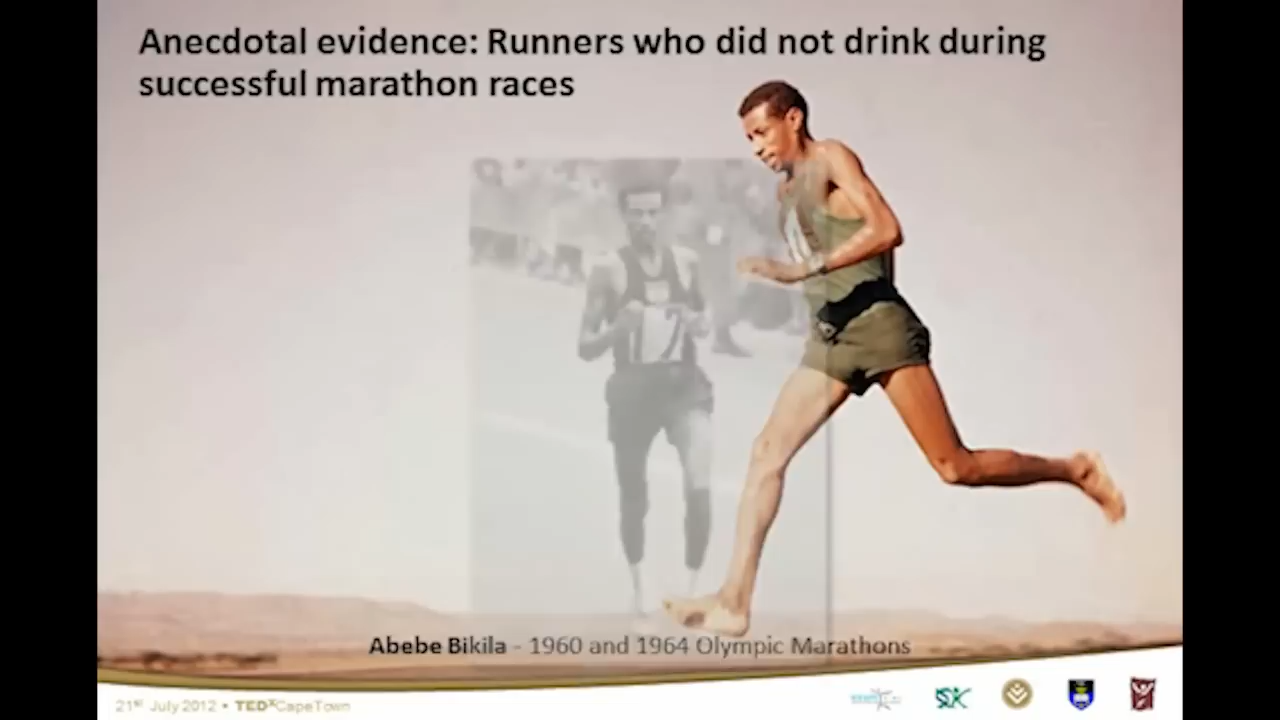 Anecdotal evidence: Runners who did not drink during
successful marathon races
Abebe Bikila - 1960 and 1964 Olympic Marathons
21st July 2012 • TEDxCapeTown